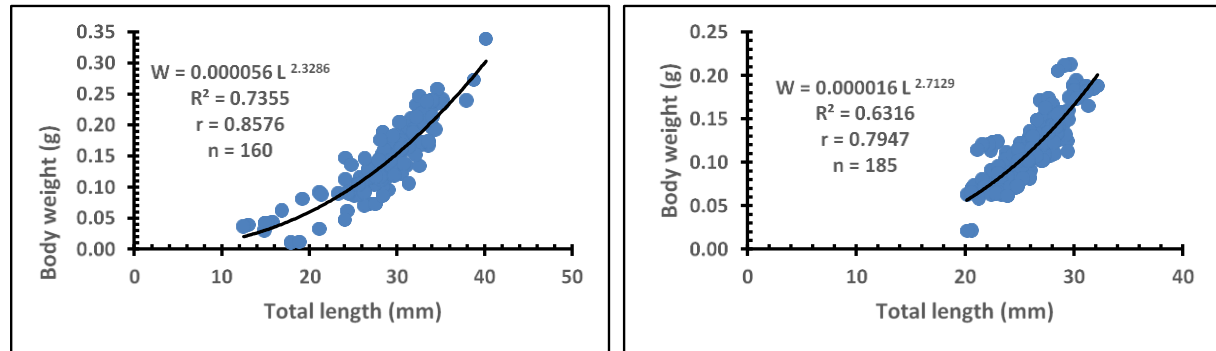 0.35
0.30
0.25
0.20
0.15
0.10
0.05
0.00
Body weight (g)
W = 0.000056 L 2.3286
R² = 0.7355
r = 0.8576
n = 160
0 10 20 30 40 50
Total length (mm)
0.25
0.20
0.15
0.10
0.05
0.00
Body weight (g)
W = 0.000016 L 2.7129
R² = 0.6316
r = 0.7947
n = 185
0 10 20 30 40
Total length (mm)